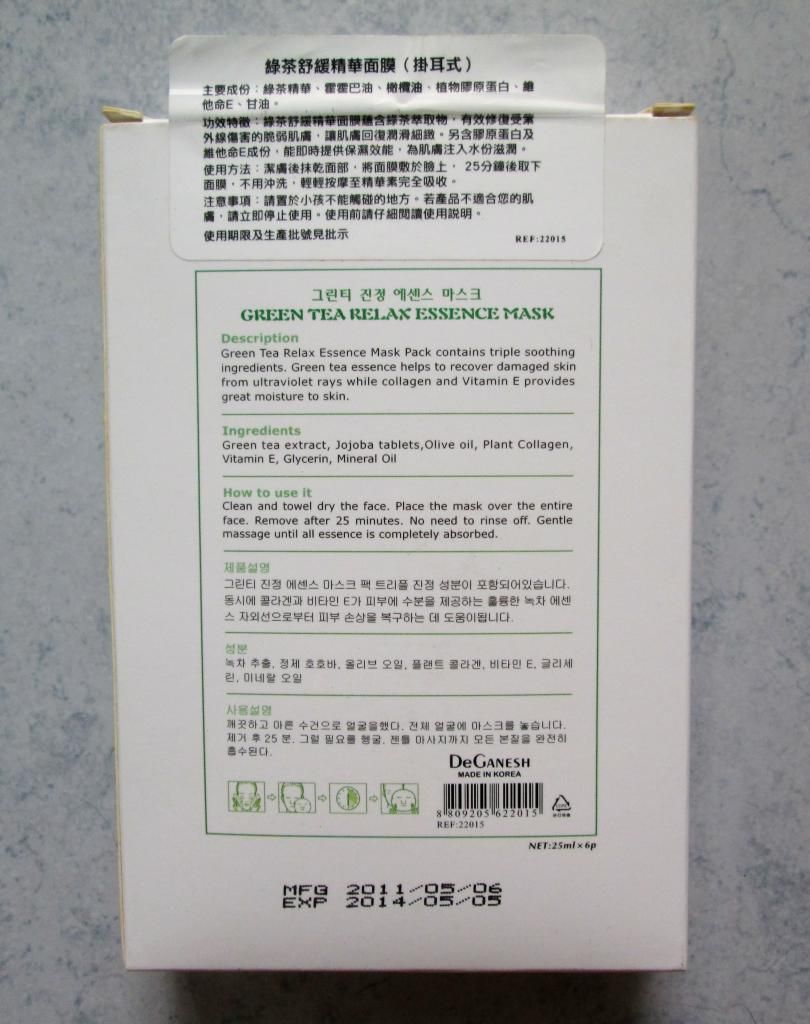 綠茶舒緩精華面膜（掛耳式）
主要成份：綠茶精華、霍霍巴油、橄欖油、植物膠原蛋白、維
他命E、甘油。
功效特徵：綠茶舒緩精華面膜蘊含綠茶萃取物，有效修復受紫
外線傷害的脆弱肌膚，讓肌膚回復潤滑細緻。另含膠原蛋白及
維他命E成份，能即時提供保濕效能，為肌膚注入水份滋潤。
使用方法：潔膚後抹乾面部，將面膜敷於臉上， 25分鐘後取下
面膜，不用沖洗，輕輕按摩至精華素完全吸收。
注意事項：請置於小孩不能觸碰的地方。若產品不適合您的肌
膚，請立即停止使用。使用前請仔細閱讀使用說明。
使用期限及生產批號見批示
REF:22015
그린티 진정 에센스 마스크
GREEN TEA RELAX ESSENCE MASK
Description
Green Tea Relax Essence Mask Pack contains triple soothing
ingredients. Green tea essence helps to recover damaged skin
from ultraviolet rays while collagen and Vitamin E provides
great moisture to skin.
Ingredients
Green tea extract, Jojoba tablets,Olive oil, Plant Collagen,
Vitamin E, Glycerin, Mineral Oil
How to use it
Clean and towel dry the face. Place the mask over the entire
face. Remove after 25 minutes. No need to rinse off. Gentle
massage until all essence is completely absorbed.
제품설명
그린티 진정 에센스 마스크 팩 트리풀 진정 성분이 포함되어있습니다.
동시에 콜라겐과 비타민 E가 피부에 수분을 제공하는 훌륭한 녹차 에센
스 자외선으로부터 피부 손상을 복구하는 데 도움이됩니다.
성분
녹차 추출, 정제 호호바, 올리브 오일, 플랜트 콜라겐, 비타민 E, 글리세
린, 미네랄 오일
사용설명
깨끗하고 마른 수건으로 얼굴을했다. 전체 얼굴에 마스크를 놓습니다.
제거 후 25 분. 그럴 필요를 헹굴. 젠틀 마사지까지 모든 본질을 완전히
흡수된다.
DEGANESH
MADE IN KOREA
8 809205 622015
REF:22015
NET:25ml×6p
MFG 2011/05/06
EXP 2014/05/05